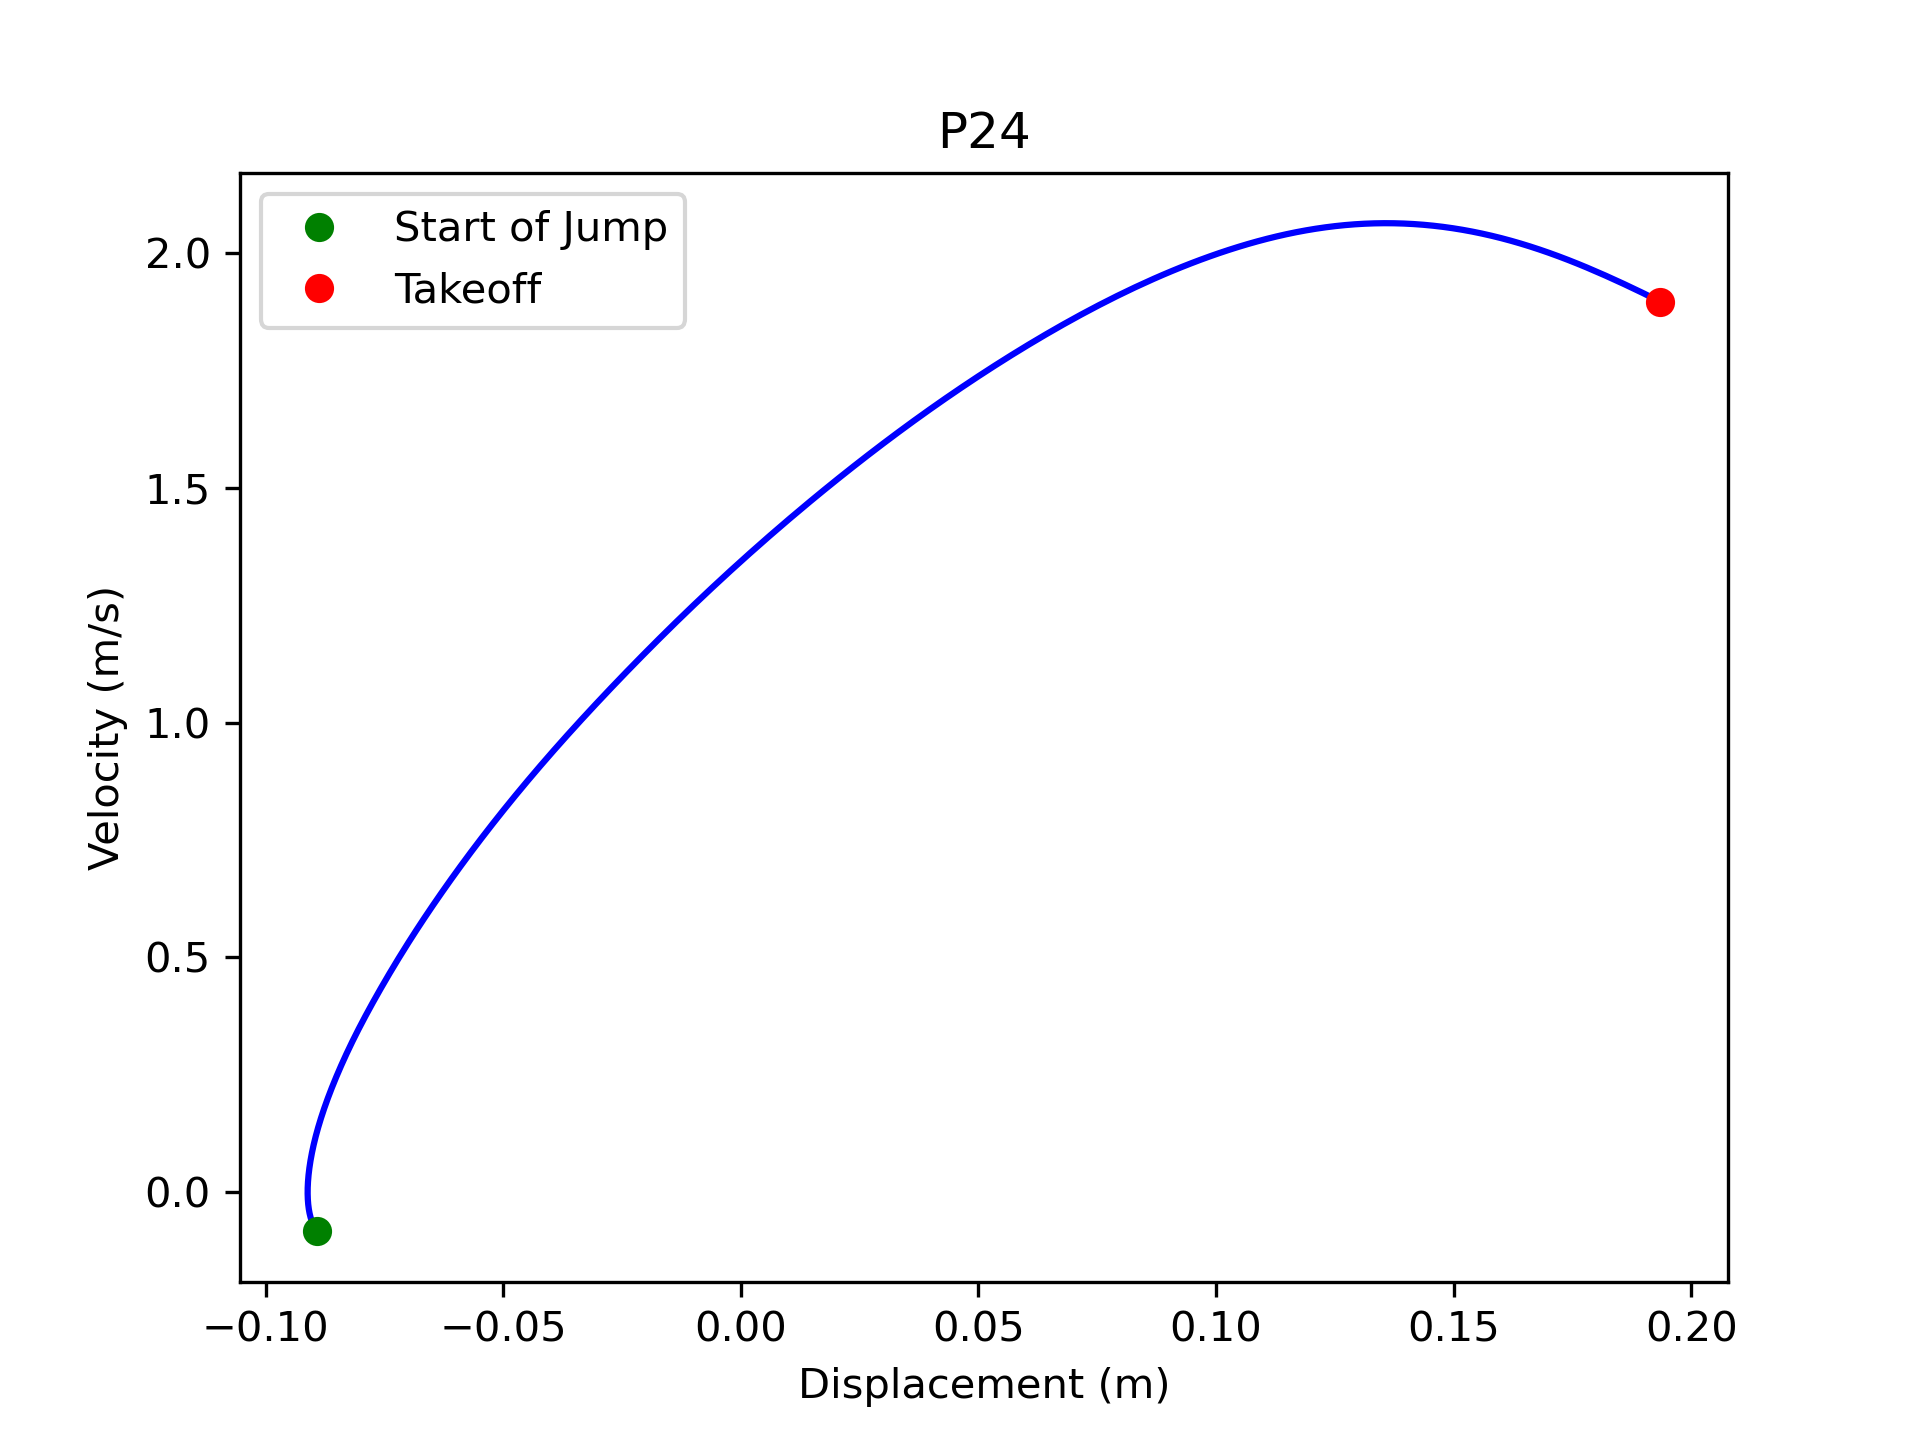 P24
Start of Jump
Takeoff
2.0
1.5
1.0
0.5
0.0
Velocity (m/s)
−0.10 −0.05 0.00 0.05 0.10 0.15 0.20
Displacement (m)